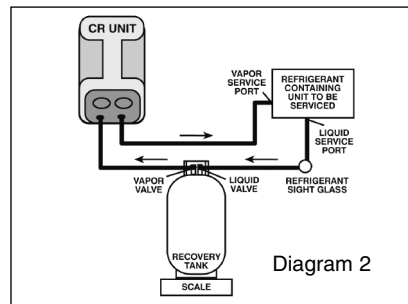 CR UNIT
VAPOR
SERVICE
PORT
REFRIGERANT
CONTAINING
UNIT TO BE
SERVICED
LIQUID
SERVICE
PORT
VAPOR
VALVE
LIQUID
VALVE
REFRIGERANT
SIGHT GLASS
RECOVERY
TANK
SCALE
Diagram 2